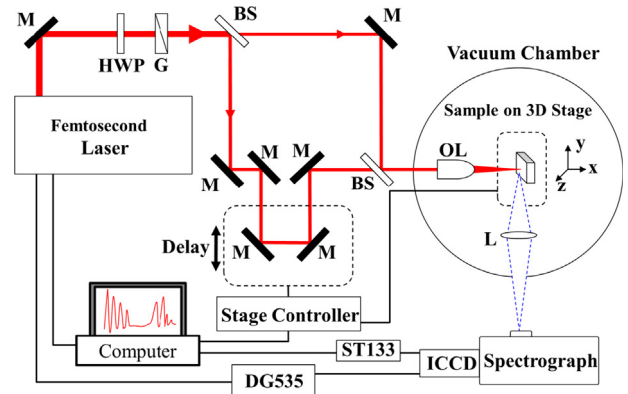 M
BS
M
HWP
G
Vacuum Chamber
Sample on 3D Stage
Femtosecond
Laser
OL
y
x
z
M
M
M
BS
Delay
M
M
L
Stage Controller
Computer
ST133
ICCD
Spectrograph
DG535